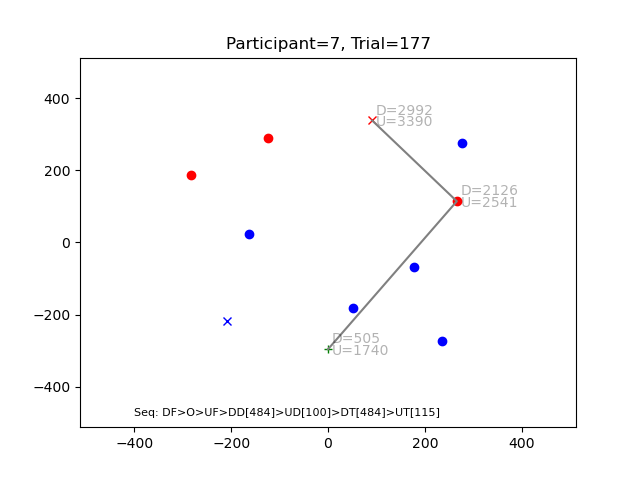 Participant=7, Trial=177
D=2992
U=3390
D=2126
U=2541
D=505
U=1740
Seq: DF>O>UF>DD[484]>UD[100]>DT[484]>UT[115]
400
200
0
−200
−400
−400 −200 0 200 400